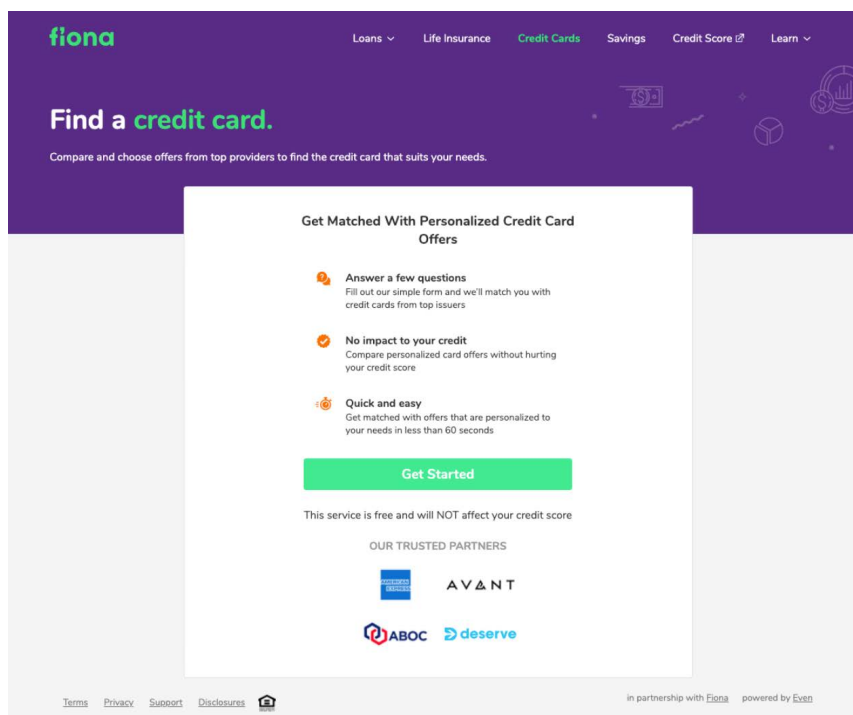 fiona
Loans Life Insurance Credit Cards Savings Credit Score Learn
Find a credit card.
Compare and choose offers from top providers to find the credit card that suits your needs.
Get Matched With Personalized Credit Card
Offers
Answer a few questions
Fill out our simple form and we'll match you with
credit cards from top issuers
No impact to your credit
Compare personalized card offers without hurting
your credit score
Quick and easy
Get matched with offers that are personalized to
your needs in less than 60 seconds
Get Started
This service is free and will NOT affect your credit score
OUR TRUSTED PARTNERS
AMERICAN
EXPRESS
AVANT
ABOC deserve
Terms Privacy Support Disclosures
in partnership with Fiona powered by Even